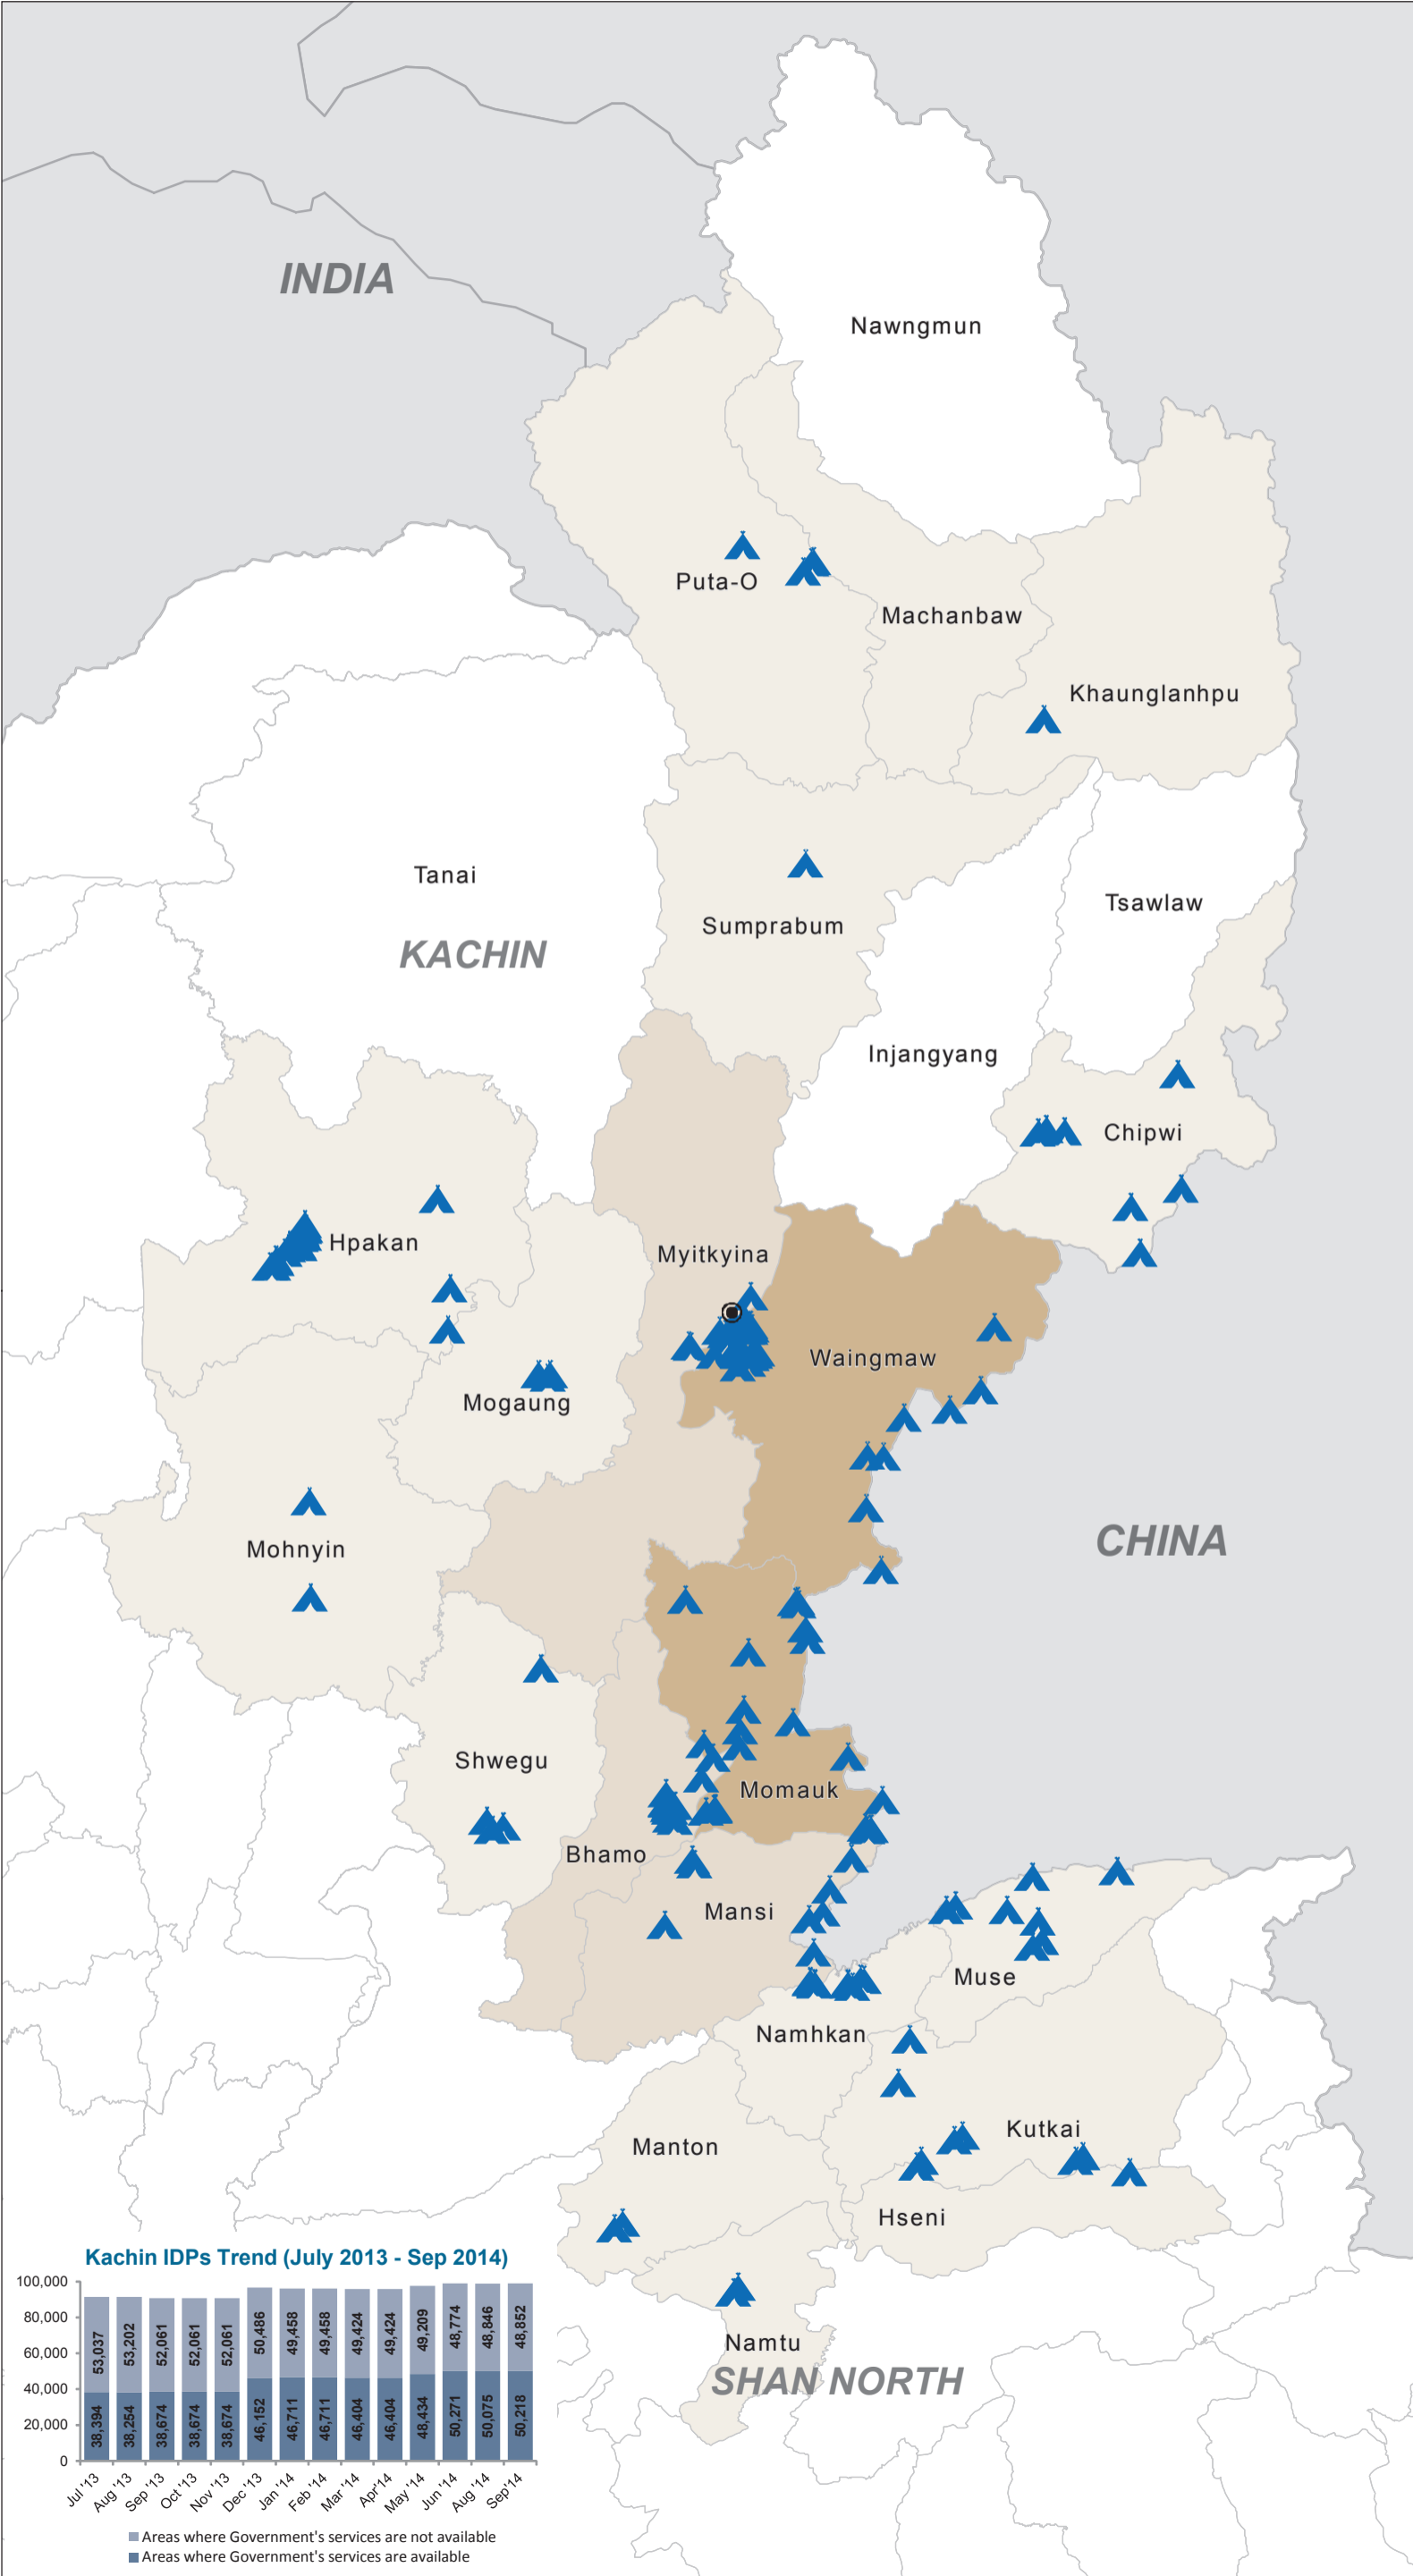 INDIA
Nawngmun
Puta-O
Machanbaw
Khaunglanhpu
Tanai
Tsawlaw
Sumprabum
KACHIN
Injangyang
Chipwi
Hpakan
Myitkyina
Waingmaw
Mogaung
CHINA
Mohnyin
Shwegu
Momauk
Bhamo
Mansi
Muse
Namhkan
Kutkai
Manton
Hseni
Namtu
SHAN NORTH
Kachin IDPs Trend (July 2013 - Sep 2014)
100,000
80,000
60,000
40,000
20,000
0
53,037 53,202 52,061 52,061 52,061 50,486 49,458 49,458 49,424 49,424 49,209 48,774 48,846 48,852
38,394 38,254 38,674 38,674 38,674 46,152 46,711 46,711 46,404 46,404 48,434 50,271 50,075 50,218
Jul '13 Aug '13 Sep '13 Oct '13 Nov '13 Dec '13 Jan '14 Feb '14 Mar '14 Apr'14 May '14 Jun '14 Aug '14 Sep'14
Areas where Government's services are not available
Areas where Government's services are available